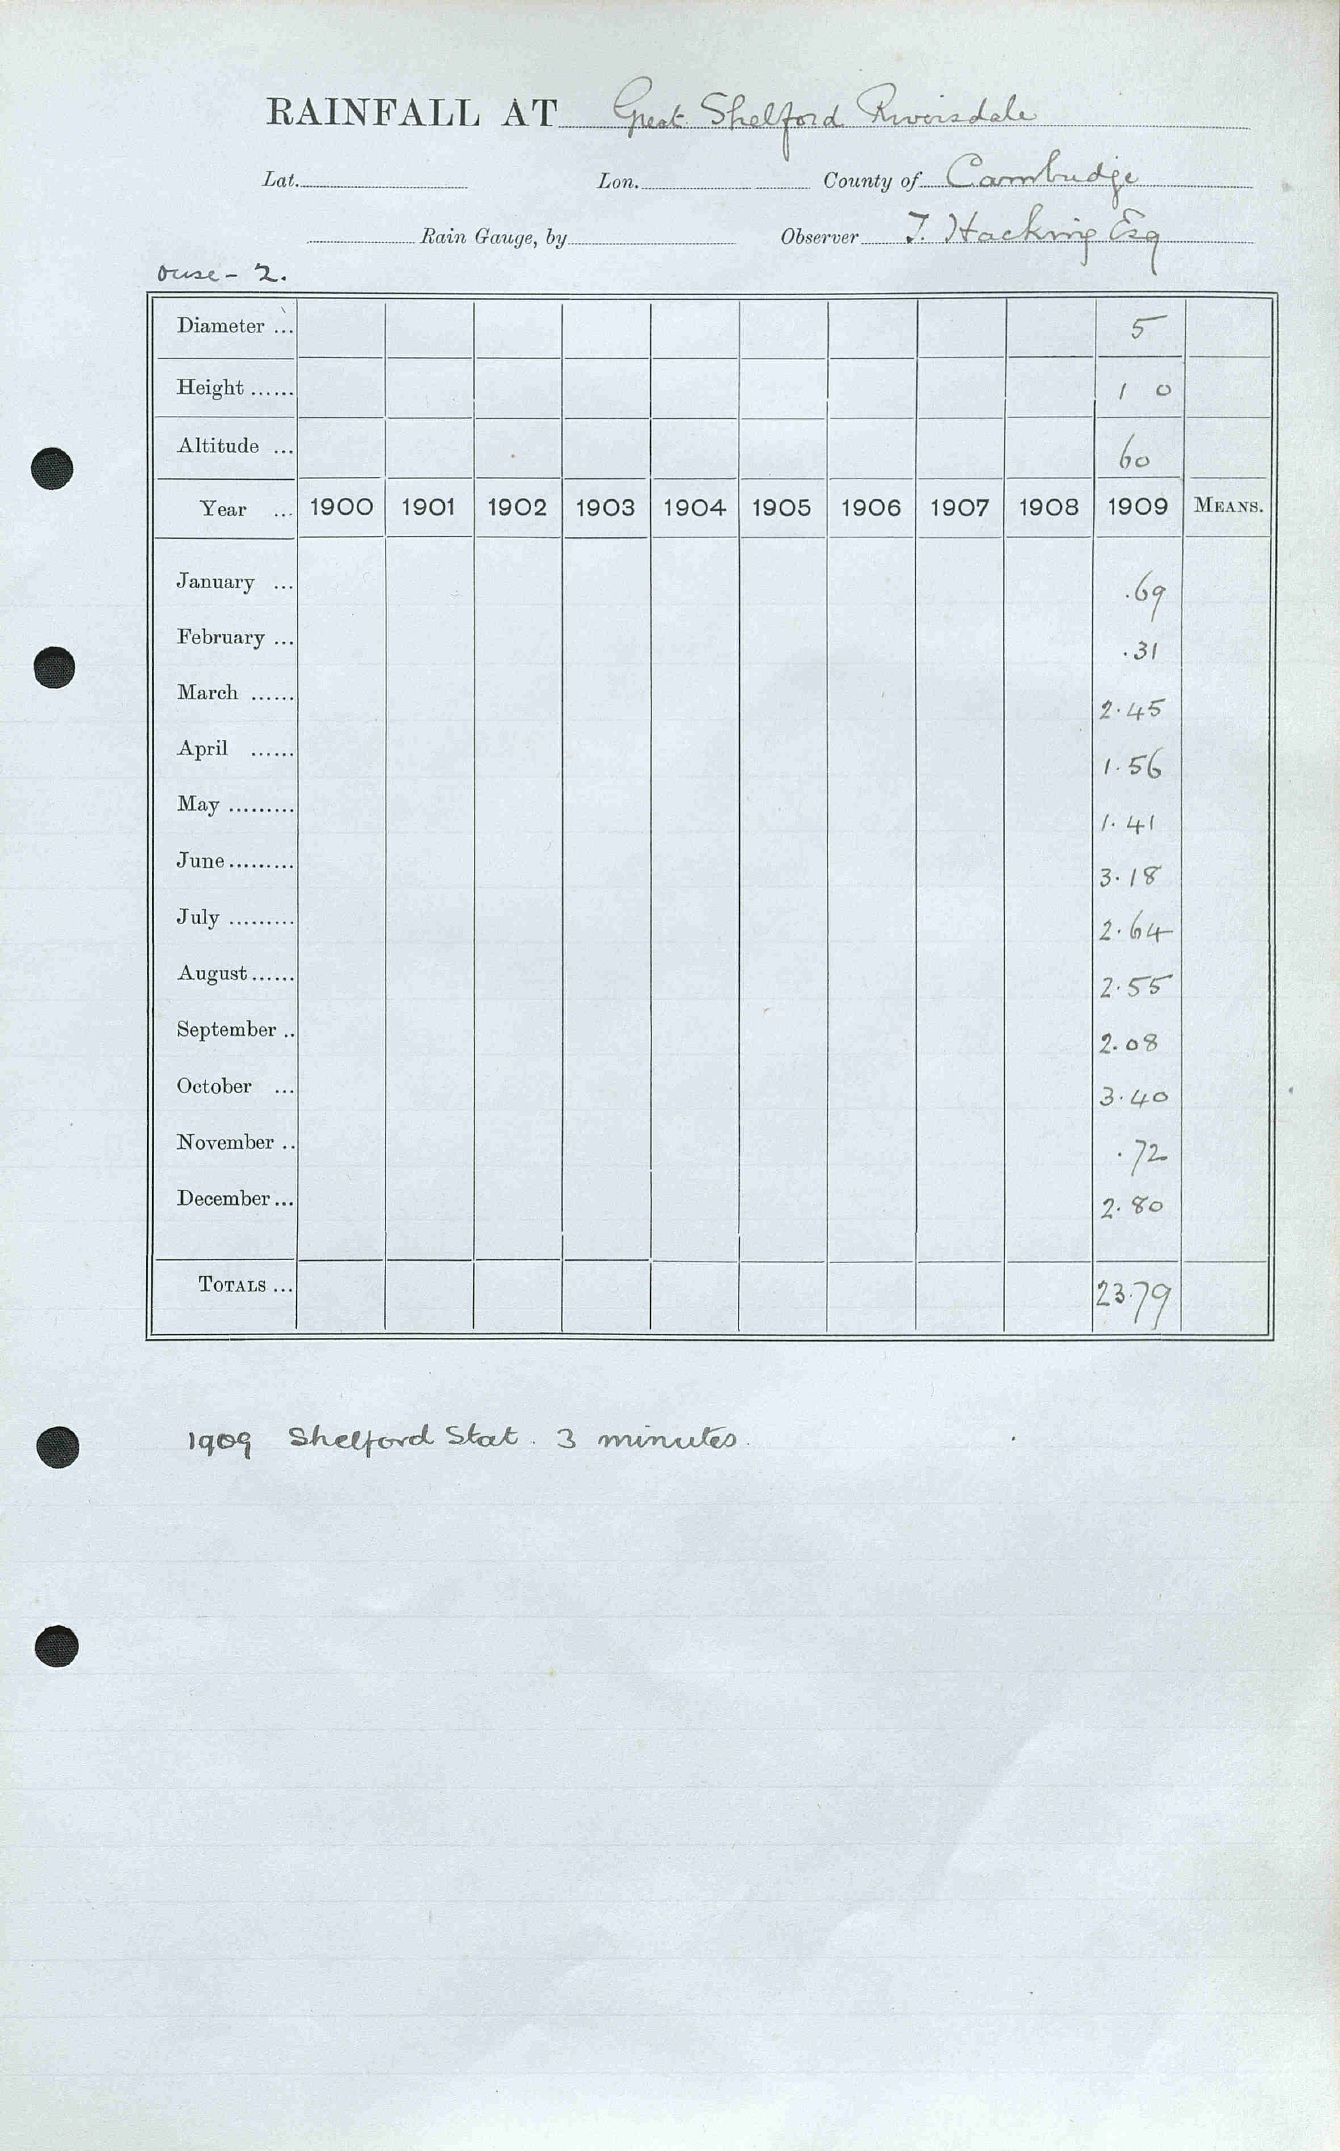 RAINFALL AT Great Shelford Riversdale
Lat. Lon. County of Cambridge
Rain Gauge, by Observer T. Hacking Esq
Ouse - 2.
Diameter ... 5
Height ...... 1 0
Altitude ... 60
Year ... 1900 1901 1902 1903 1904 1905 1906 1907 1908 1909 MEANS.
January ... .69
February ... .31
March ...... 2.45
April ...... 1.56
May ......... 1.41
June ......... 3.18
July ......... 2.64
August ...... 2.55
September .. 2.08
October ... 3.40
November .. .72
December ... 2.80
TOTALS ... 23.79
1909 Shelford Stat. 3 minutes.